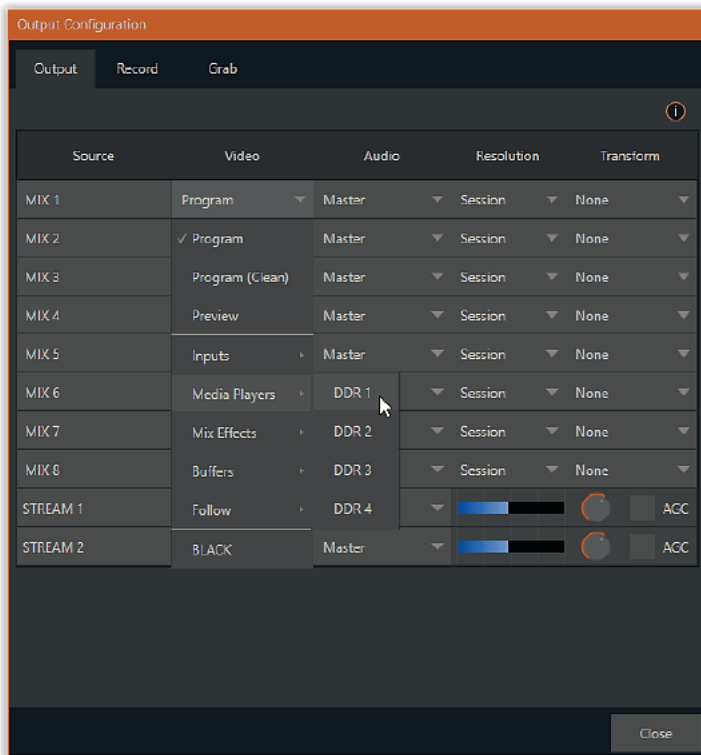 Output Configuration
Output Record Grab
i
Source Video Audio Resolution Transform
MIX 1 Program Master Session None
MIX 2 ✓ Program Master Session None
MIX 3 Program (Clean) Master Session None
MIX 4 Preview Master Session None
MIX 5 Inputs Master Session None
MIX 6 Media Players DDR 1 Session None
MIX 7 Mix Effects DDR 2 Session None
MIX 8 Buffers DDR 3 Session None
STREAM 1 Follow DDR 4 AGC
STREAM 2 BLACK Master AGC
Close